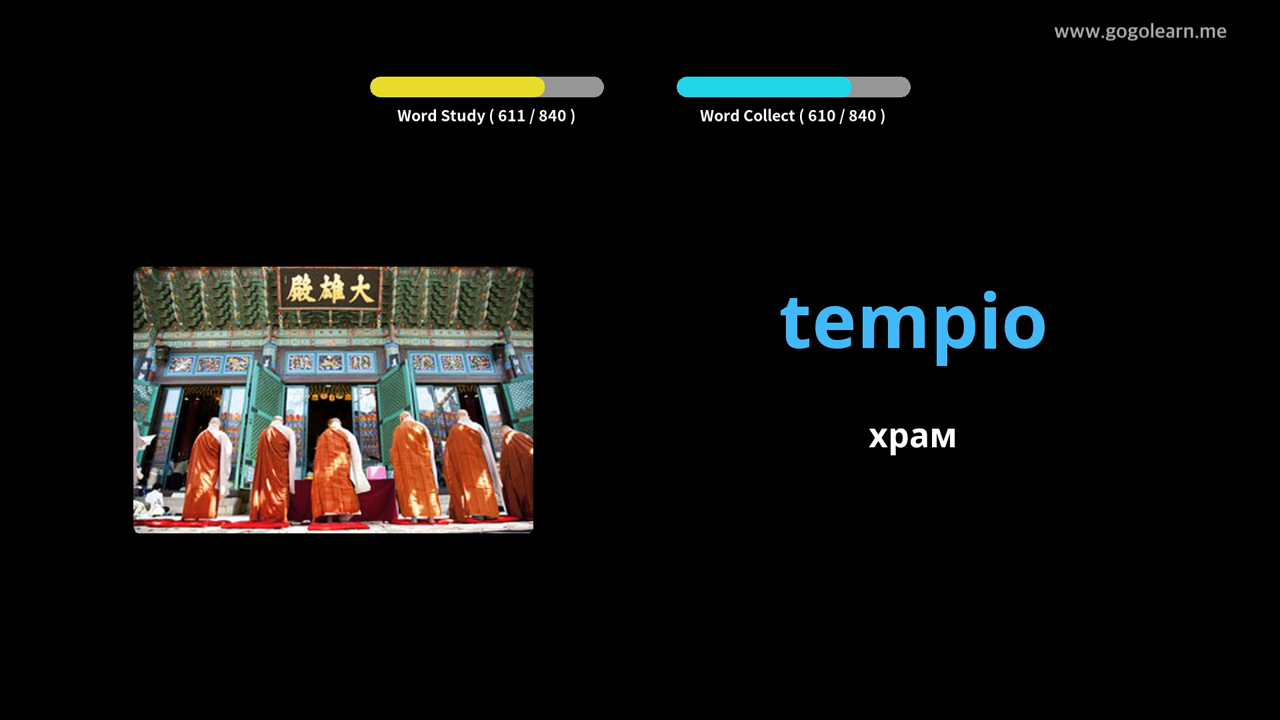 www.gogolearn.me
Word Study ( 611 / 840 )
Word Collect ( 610 / 840 )
殿雄大
tempio
храм